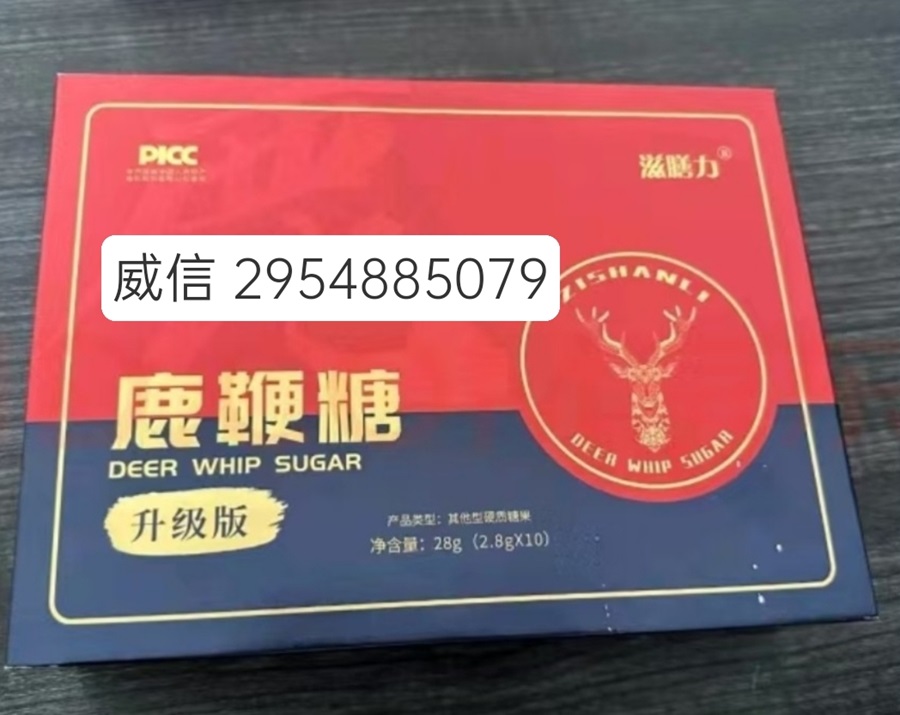 PICC
滋膳力®
威信 2954885079
ZISHANLI
鹿鞭糖
DEER WHIP SUGAR
DEER WHIP SUGAR
升级版
产品类型：其他型硬质糖果
净含量：28g（2.8gX10）